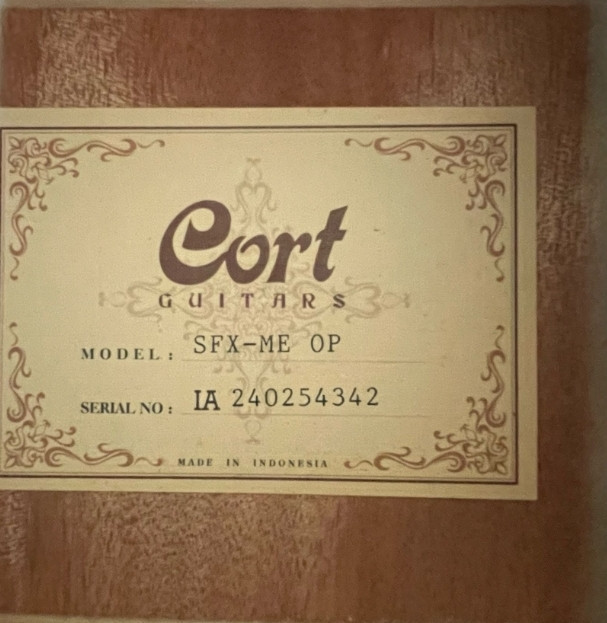 Cort
GUITARS
MODEL: SFX-ME OP
SERIAL NO: IA 240254342
MADE IN INDONESIA